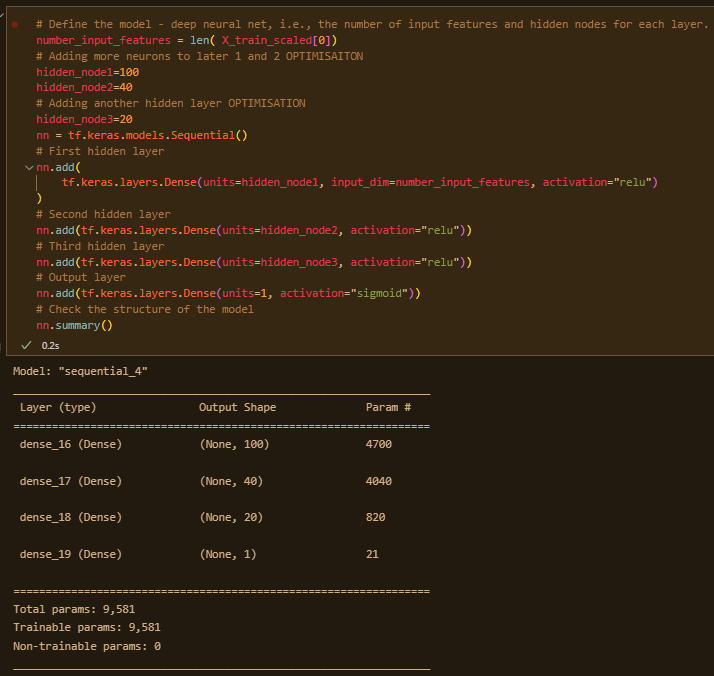 # Define the model - deep neural net, i.e., the number of input features and hidden nodes for each layer.
number_input_features = len( X_train_scaled[0])
# Adding more neurons to later 1 and 2 OPTIMISAITON
hidden_node1=100
hidden_node2=40
# Adding another hidden layer OPTIMISATION
hidden_node3=20
nn = tf.keras.models.Sequential()
# First hidden layer
nn.add(
    tf.keras.layers.Dense(units=hidden_node1, input_dim=number_input_features, activation="relu")
)
# Second hidden layer
nn.add(tf.keras.layers.Dense(units=hidden_node2, activation="relu"))
# Third hidden layer
nn.add(tf.keras.layers.Dense(units=hidden_node3, activation="relu"))
# Output layer
nn.add(tf.keras.layers.Dense(units=1, activation="sigmoid"))
# Check the structure of the model
nn.summary()
0.2s
Model: "sequential_4"
_________________________________________________________________
Layer (type) Output Shape Param #
=================================================================
dense_16 (Dense) (None, 100) 4700
dense_17 (Dense) (None, 40) 4040
dense_18 (Dense) (None, 20) 820
dense_19 (Dense) (None, 1) 21
=================================================================
Total params: 9,581
Trainable params: 9,581
Non-trainable params: 0
_________________________________________________________________